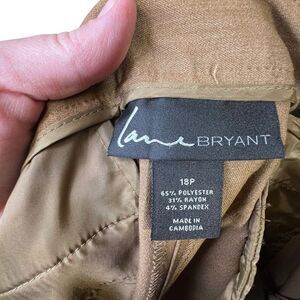 lane BRYANT
18P
65% POLYESTER
31% RAYON
4% SPANDEX
MADE IN
CAMBODIA